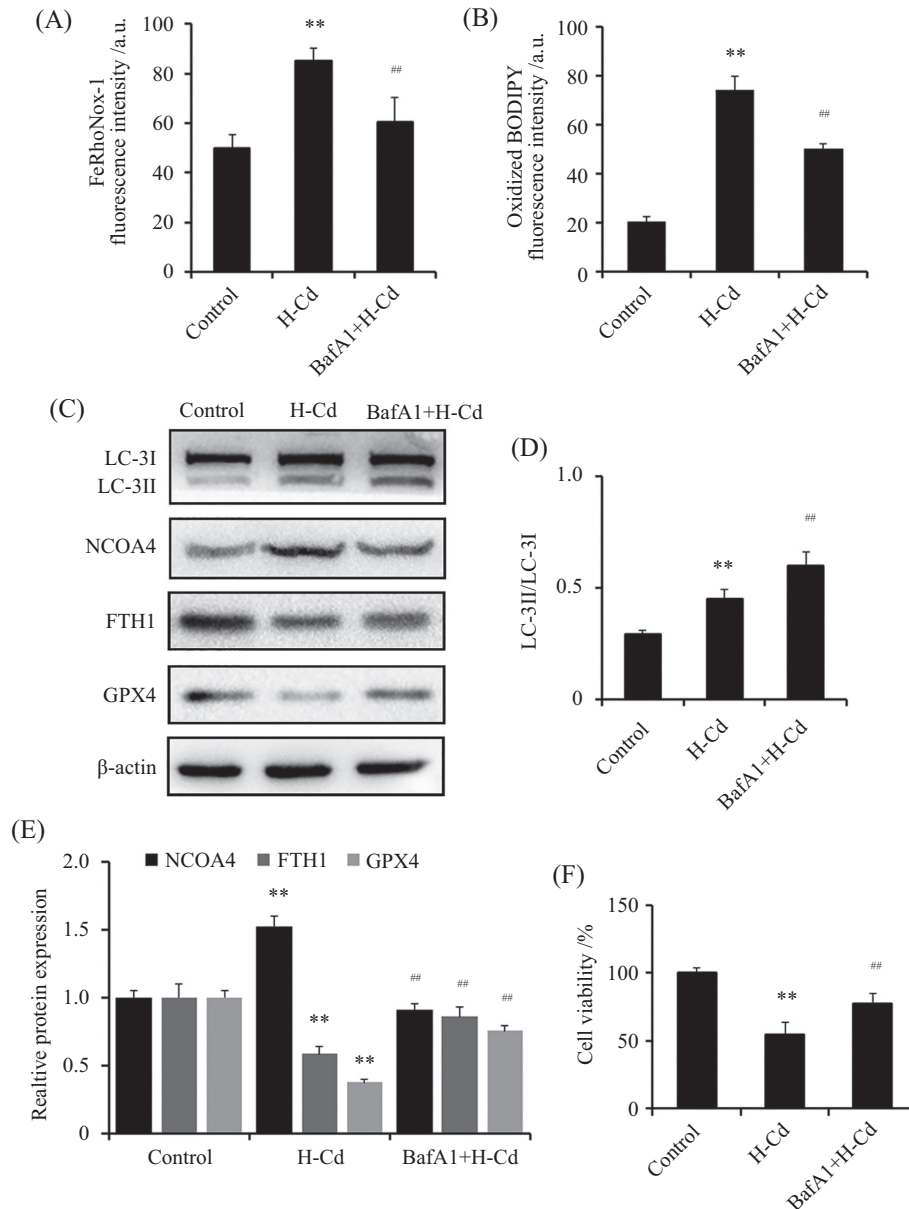 (A)
100
80
60
40
20
0
FeRhoNox-1
fluorescence intensity /a.u.
**
##
Control
H-Cd
BafA1+H-Cd
(B)
100
80
60
40
20
0
Oxidized BODIPY
fluorescence intensity /a.u.
**
##
Control
H-Cd
BafA1+H-Cd
(C)
Control H-Cd BafA1+H-Cd
LC-3I
LC-3II
NCOA4
FTH1
GPX4
β-actin
(D)
1.0
0.5
0
LC-3II/LC-3I
**
##
Control
H-Cd
BafA1+H-Cd
(E)
NCOA4 FTH1 GPX4
2.0
1.5
1.0
0.5
0
Realtive protein expression
**
**
**
## ## ##
Control H-Cd BafA1+H-Cd
(F)
150
100
50
0
Cell viability /%
**
##
Control
H-Cd
BafA1+H-Cd